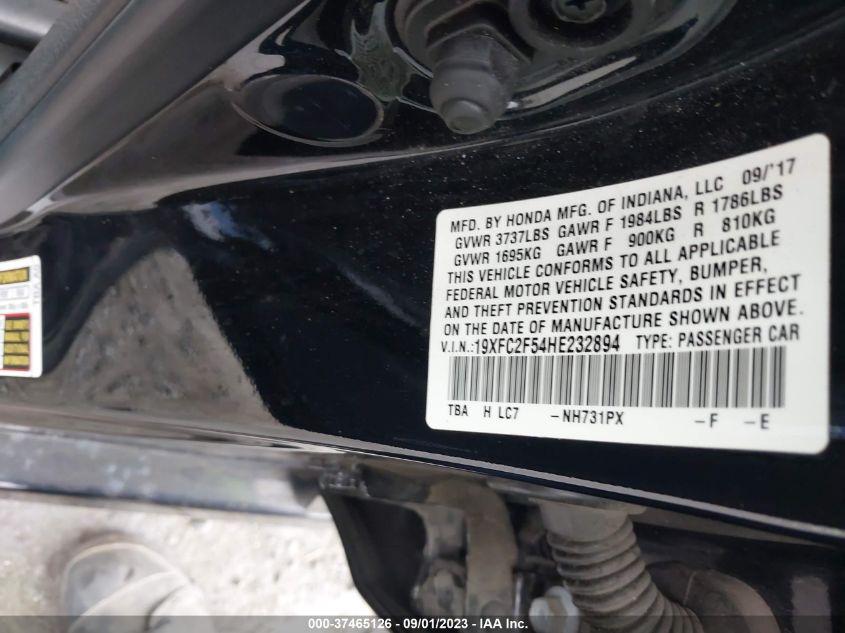 MFD. BY HONDA MFG. OF INDIANA, LLC 09/'17
GVWR 3737LBS GAWR F 1984LBS R 1786LBS
GVWR 1695KG GAWR F 900KG R 810KG
THIS VEHICLE CONFORMS TO ALL APPLICABLE
FEDERAL MOTOR VEHICLE SAFETY, BUMPER,
AND THEFT PREVENTION STANDARDS IN EFFECT
ON THE DATE OF MANUFACTURE SHOWN ABOVE.
V.I.N.: 19XFC2F54HE232894 TYPE: PASSENGER CAR
TBA H LC7 -NH731PX -F -E
000-37465126 - 09/01/2023 - IAA Inc.